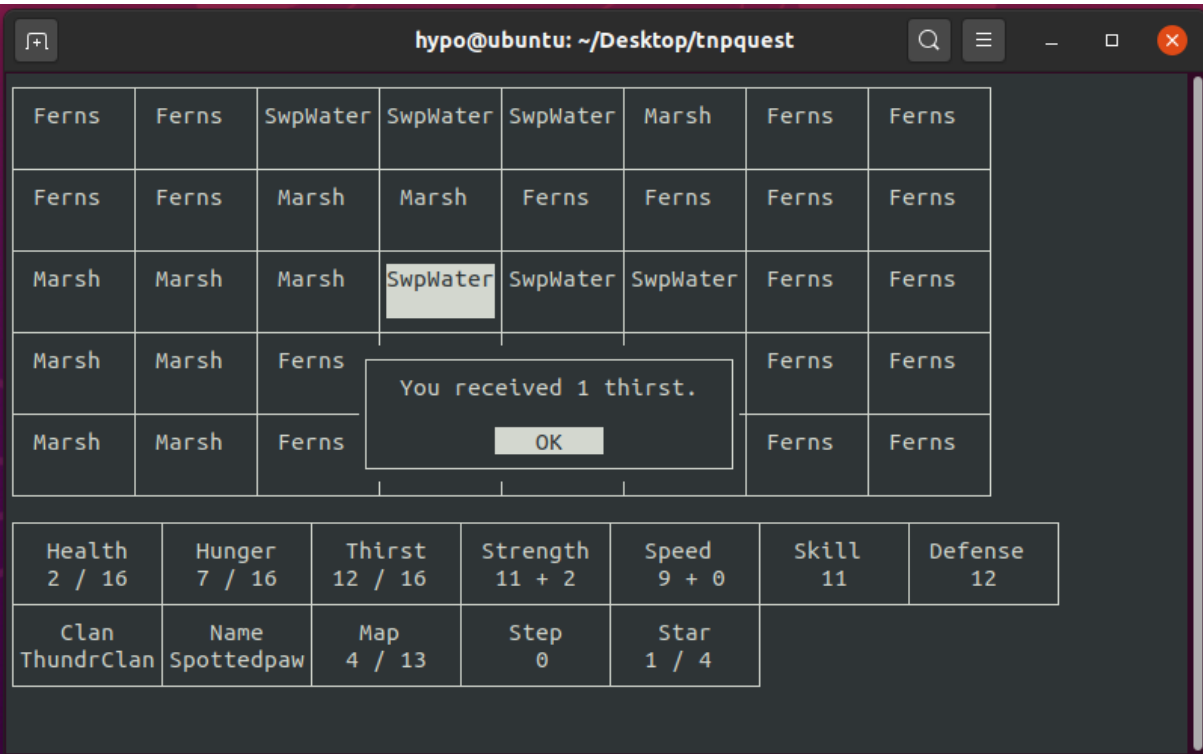 hypo@ubuntu: ~/Desktop/tnpquest
Ferns Ferns SwpWater SwpWater SwpWater Marsh Ferns Ferns
Ferns Ferns Marsh Marsh Ferns Ferns Ferns Ferns
Marsh Marsh Marsh SwpWater SwpWater SwpWater Ferns Ferns
Marsh Marsh Ferns Ferns Ferns
You received 1 thirst.
OK
Marsh Marsh Ferns Ferns Ferns
Health Hunger Thirst Strength Speed Skill Defense
2 / 16 7 / 16 12 / 16 11 + 2 9 + 0 11 12
Clan Name Map Step Star
ThundrClan Spottedpaw 4 / 13 0 1 / 4